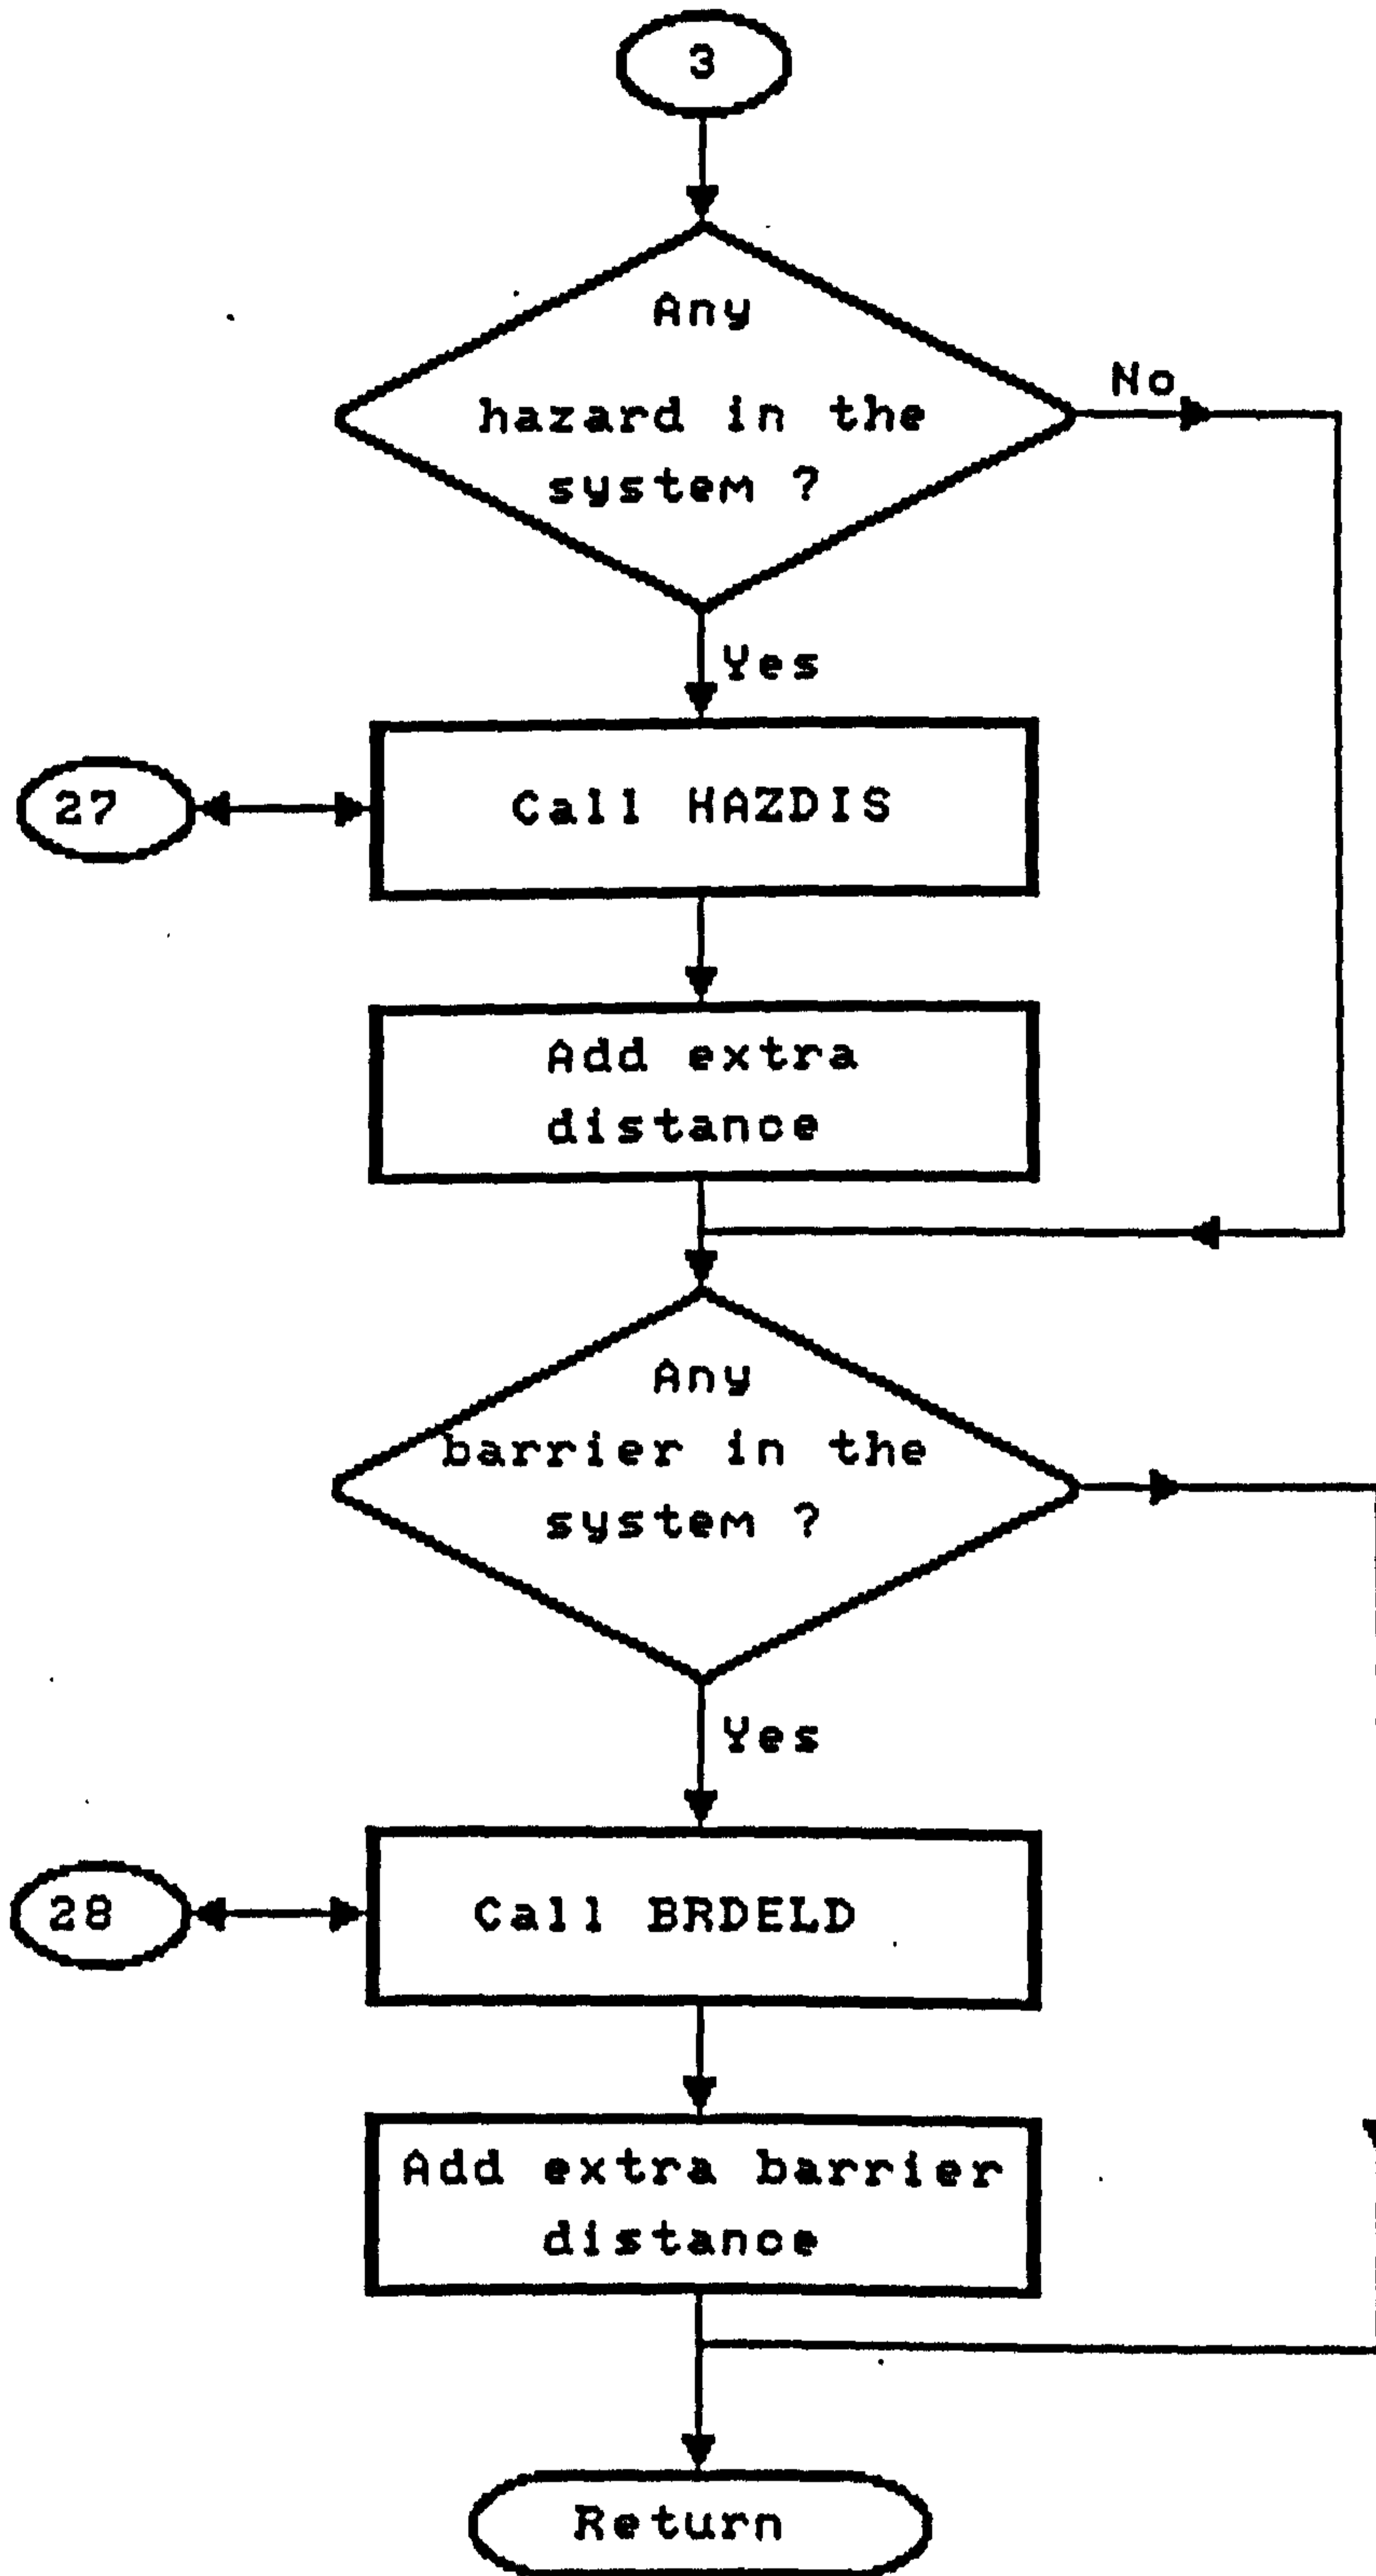 3
Any
hazard in the
system ?
No
Yes
27
Call HAZDIS
Add extra
distance
Any
barrier in the
system ?
Yes
28
Call BRDELD
Add extra barrier
distance
Return